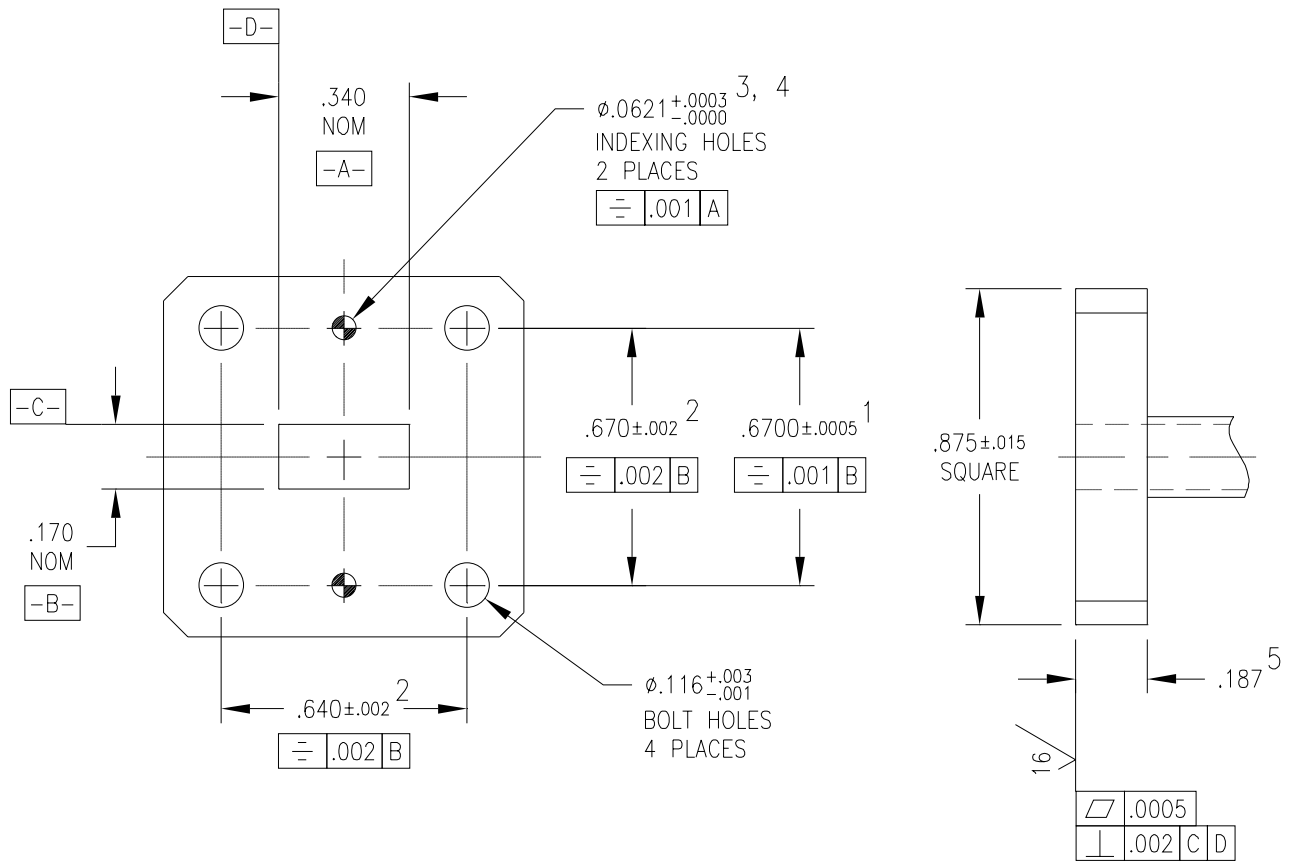 -D-
.340
NOM
-A-
ø.0621 +.0003 -.0000 3, 4
INDEXING HOLES
2 PLACES
⌯ .001 A
-C-
.170
NOM
-B-
.670±.002 2
⌯ .002 B
.6700±.0005 1
⌯ .001 B
.640±.002 2
⌯ .002 B
ø.116 +.003 -.001
BOLT HOLES
4 PLACES
.875±.015
SQUARE
.187 5
16
⏥ .0005
⊥ .002 C D